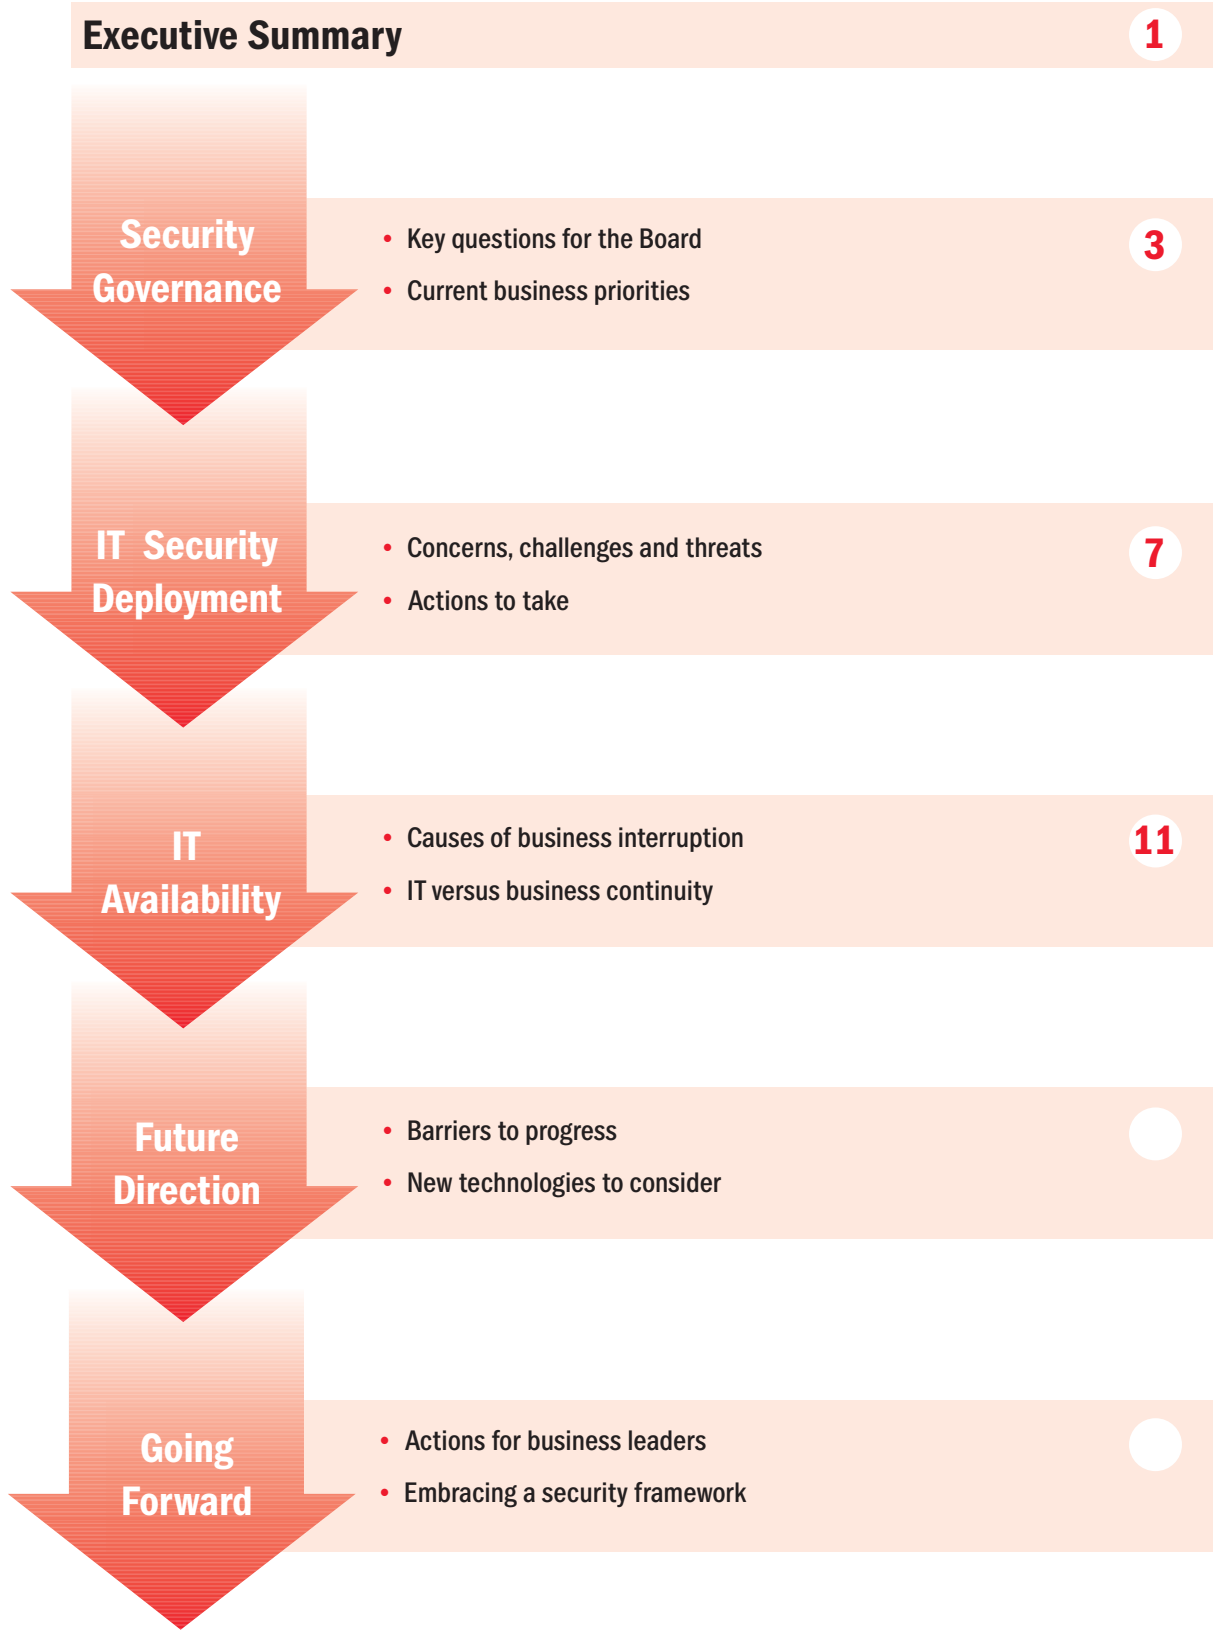 Executive Summary 1
Security
Governance
• Key questions for the Board 3
• Current business priorities
IT Security
Deployment
• Concerns, challenges and threats 7
• Actions to take
IT
Availability
• Causes of business interruption 11
• IT versus business continuity
Future
Direction
• Barriers to progress
• New technologies to consider
Going
Forward
• Actions for business leaders
• Embracing a security framework